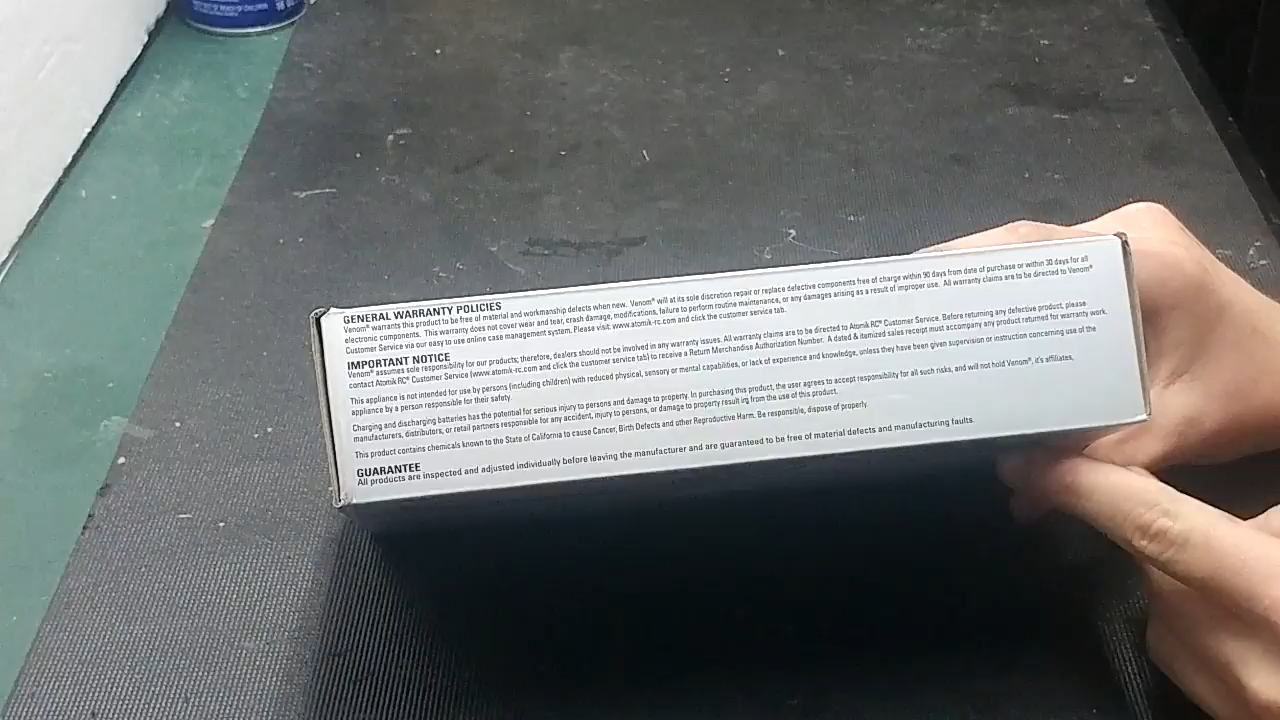 GENERAL WARRANTY POLICIES
Venom® warrants this product to be free of material and workmanship defects when new. Venom® will at its sole discretion repair or replace defective components free of charge within 90 days from date of purchase or within 30 days for all
electronic components. This warranty does not cover wear and tear, crash damage, modifications, failure to perform routine maintenance, or any damages arising as a result of improper use. All warranty claims are to be directed to Venom®
Customer Service via our easy to use online case management system. Please visit: www.atomik-rc.com and click the customer service tab.
IMPORTANT NOTICE
Venom® assumes sole responsibility for our products; therefore, dealers should not be involved in any warranty issues. All warranty claims are to be directed to Atomik RC® Customer Service. Before returning any defective product, please
contact Atomik RC® Customer Service (www.atomik-rc.com and click the customer service tab) to receive a Return Merchandise Authorization Number. A dated & itemized sales receipt must accompany any product returned for warranty work.
This appliance is not intended for use by persons (including children) with reduced physical, sensory or mental capabilities, or lack of experience and knowledge, unless they have been given supervision or instruction concerning use of the
appliance by a person responsible for their safety.
Charging and discharging batteries has the potential for serious injury to persons and damage to property. In purchasing this product, the user agrees to accept responsibility for all such risks, and will not hold Venom®, it's affiliates,
manufacturers, distributors, or retail partners responsible for any accident, injury to persons, or damage to property resulting from the use of this product.
This product contains chemicals known to the State of California to cause Cancer, Birth Defects and other Reproductive Harm. Be responsible, dispose of properly.
GUARANTEE
All products are inspected and adjusted individually before leaving the manufacturer and are guaranteed to be free of material defects and manufacturing faults.